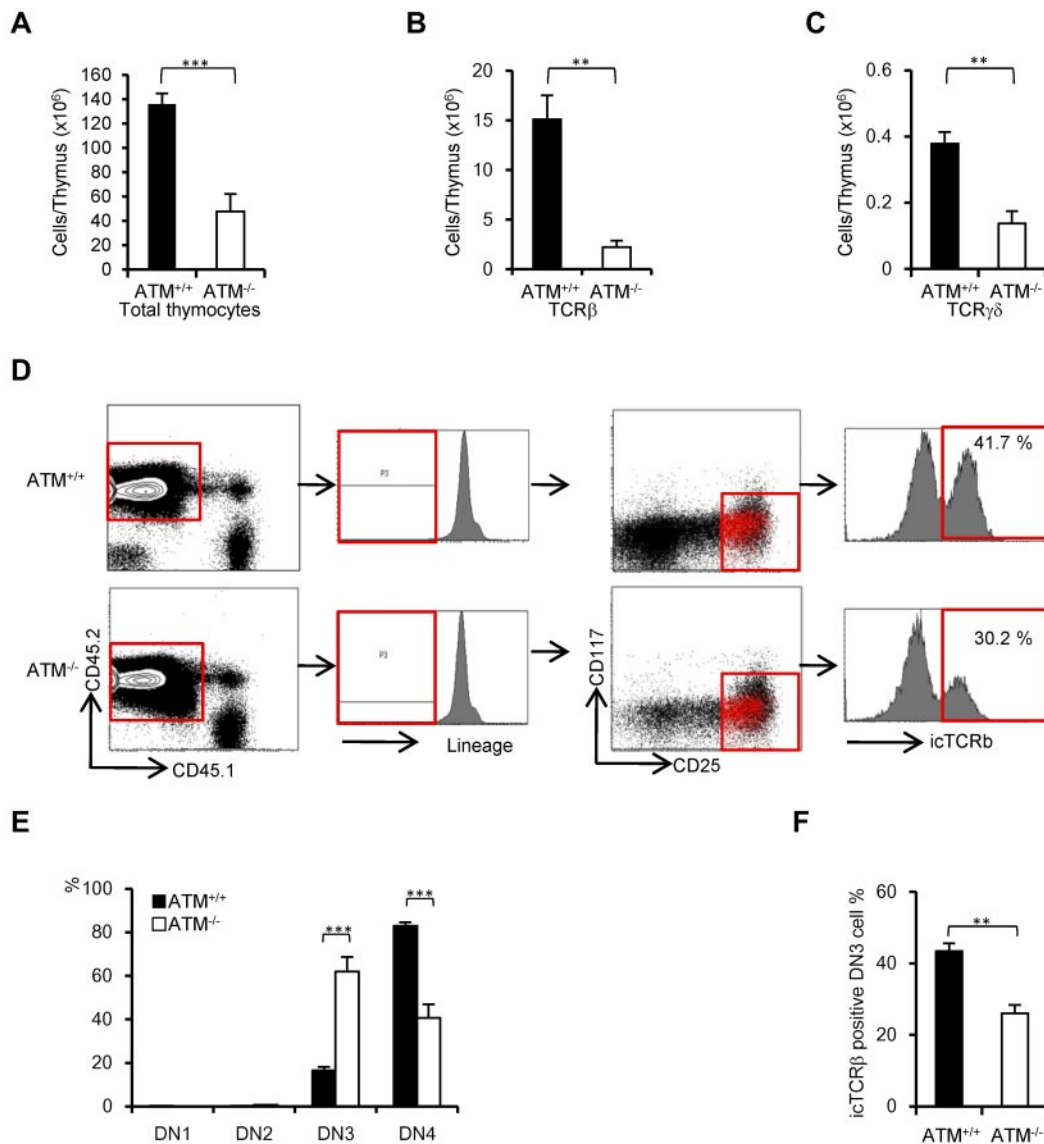 A
B
C
***
Cells/Thymus (x10⁶)
160
140
120
100
80
60
40
20
0
ATM⁺/⁺ ATM⁻/⁻
Total thymocytes
**
Cells/Thymus (x10⁶)
20
15
10
5
0
ATM⁺/⁺ ATM⁻/⁻
TCRβ
**
Cells/Thymus (x10⁶)
0.6
0.4
0.2
0
ATM⁺/⁺ ATM⁻/⁻
TCRγδ
D
ATM⁺/⁺
P3
41.7 %
ATM⁻/⁻
P3
30.2 %
CD45.2
CD45.1
Lineage
CD117
CD25
icTCRb
E
%
100
80
60
40
20
0
ATM⁺/⁺
ATM⁻/⁻
***
***
DN1 DN2 DN3 DN4
F
icTCRβ positive DN3 cell %
60
40
20
0
**
ATM⁺/⁺ ATM⁻/⁻